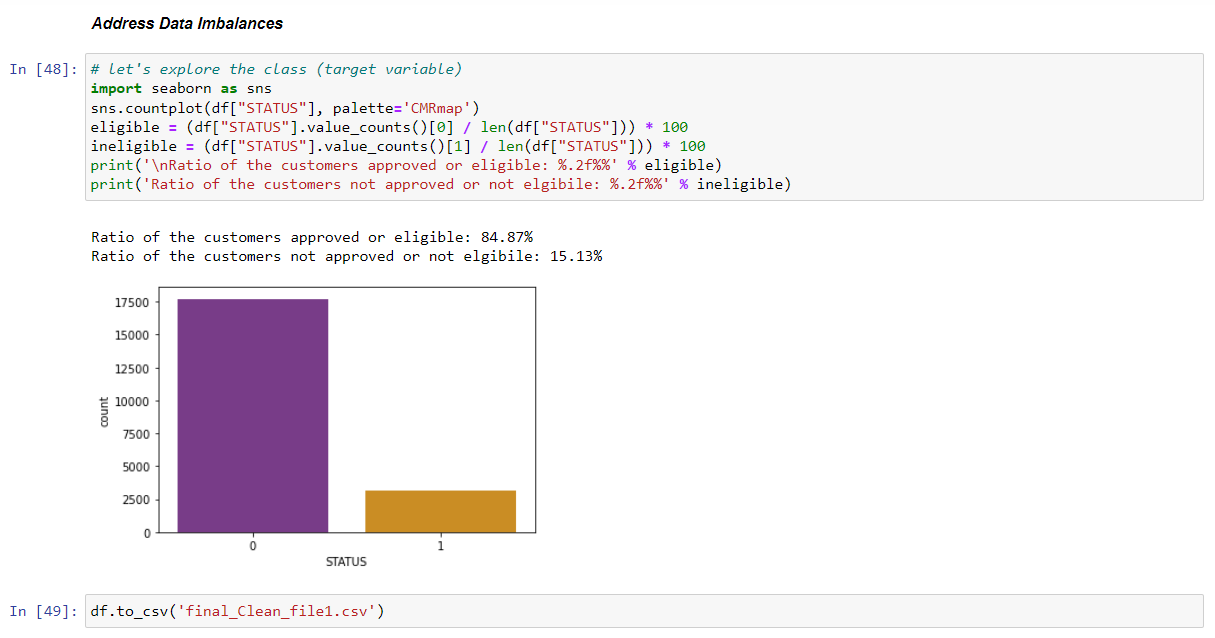 Address Data Imbalances
In [48]: # let's explore the class (target variable)
import seaborn as sns
sns.countplot(df["STATUS"], palette='CMRmap')
eligible = (df["STATUS"].value_counts()[0] / len(df["STATUS"])) * 100
ineligible = (df["STATUS"].value_counts()[1] / len(df["STATUS"])) * 100
print('\nRatio of the customers approved or eligible: %.2f%%' % eligible)
print('Ratio of the customers not approved or not elgibile: %.2f%%' % ineligible)
Ratio of the customers approved or eligible: 84.87%
Ratio of the customers not approved or not elgibile: 15.13%
17500
15000
12500
10000
7500
5000
2500
0
count
0 1
STATUS
In [49]: df.to_csv('final_Clean_file1.csv')